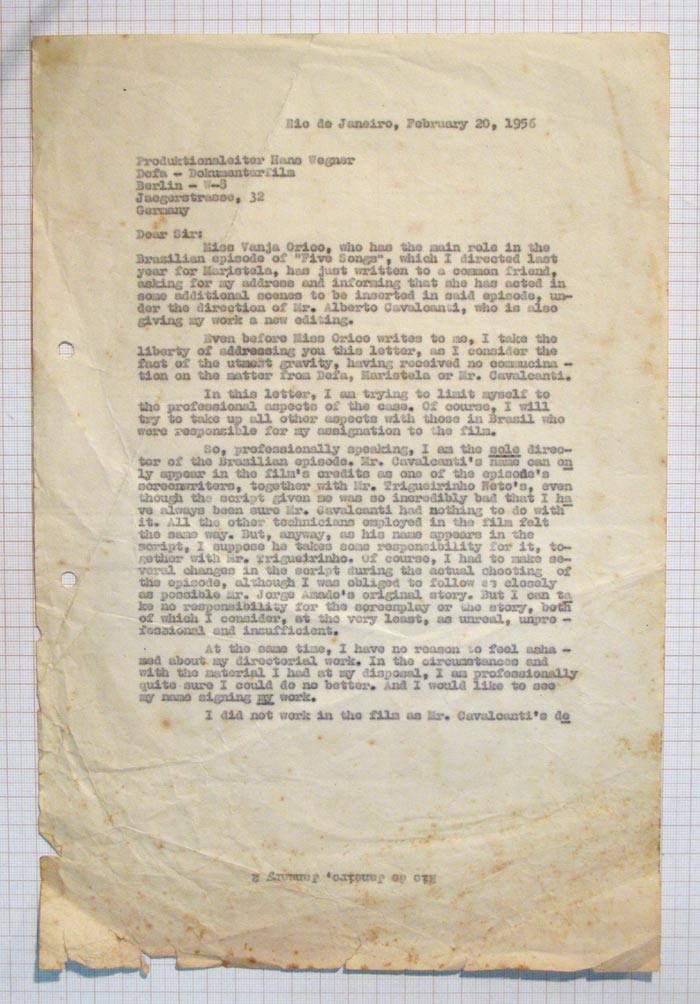 Rio de Janeiro, February 20, 1956
Produktionsleiter Hans Wegner
Defa - Dokumentarfilm
Berlin - W-8
Jaegerstrasse, 32
Germany
Dear Sir:
Miss Vanja Orico, who has the main role in the
Brazilian episode of "Five Songs", which I directed last
year for Maristela, has just written to a common friend,
asking for my address and informing that she has acted in
some additional scenes to be inserted in said episode, un-
der the direction of Mr. Alberto Cavalcanti, who is also
giving my work a new editing.
Even before Miss Orico writes to me, I take the
liberty of addressing you this letter, as I consider the
fact of the utmost gravity, having received no commucina -
tion on the matter from Defa, Maristela or Mr. Cavalcanti.
In this letter, I am trying to limit myself to
the professional aspects of the case. Of course, I will
try to take up all other aspects with those in Brasil who
were responsible for my assignation to the film.
So, professionally speaking, I am the sole direc-
tor of the Brazilian episode. Mr. Cavalcanti's name can on
ly appear in the film's credits as one of the episode's
screenwriters, together with Mr. Trigueirinho Neto's, even
though the script given me was so incredibly bad that I ha
ve always been sure Mr. Cavalcanti had nothing to do with
it. All the other technicians employed in the film felt
the same way. But, anyway, as his name appears in the
script, I suppose he takes some responsibility for it, to-
gether with Mr. Trigueirinho. Of course, I had to make se-
veral changes in the script during the actual shooting of
the episode, although I was obliged to follow as closely
as possible Mr. Jorge Amado's original story. But I can ta
ke no responsibility for the screenplay or the story, both
of which I consider, at the very least, as unreal, unpro -
fessional and insufficient.
At the same time, I have no reason to feel asha -
med about my directorial work. In the circumstances and
with the material I had at my disposal, I am professionally
quite sure I could do no better. And I would like to see
my name signing my work.
I did not work in the film as Mr. Cavalcanti's de
Rio de Janeiro, January 2